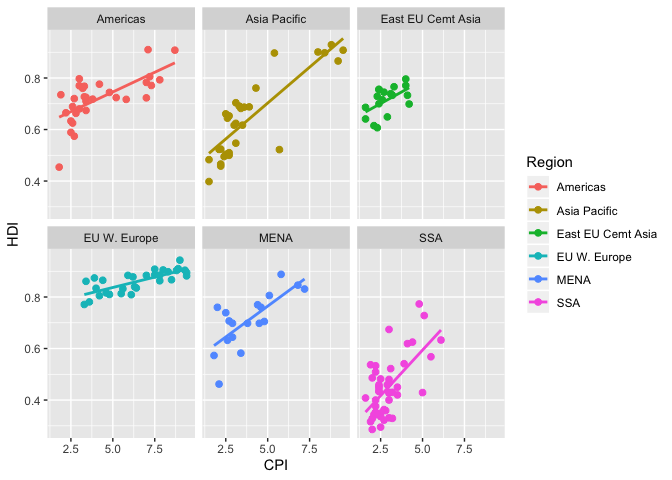 Americas
Asia Pacific
East EU Cemt Asia
0.8
0.6
0.4
EU W. Europe
MENA
SSA
0.8
0.6
0.4
2.5 5.0 7.5
2.5 5.0 7.5
2.5 5.0 7.5
CPI
HDI
Region
Americas
Asia Pacific
East EU Cemt Asia
EU W. Europe
MENA
SSA